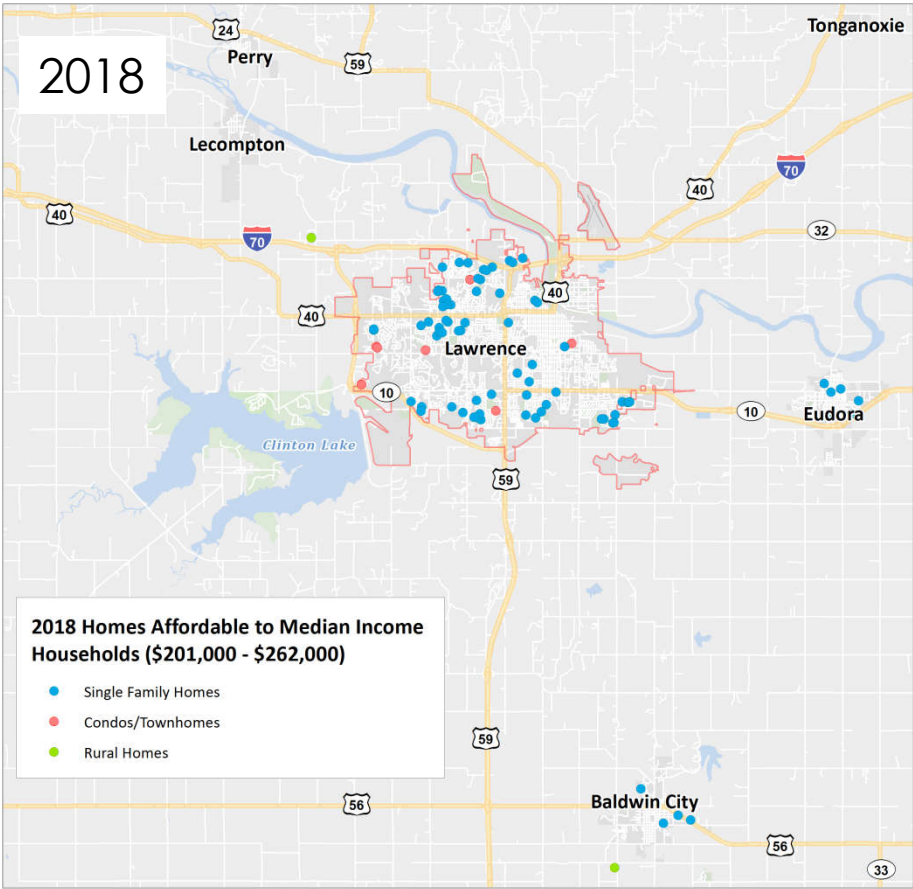 Tonganoxie
24
Perry
59
2018
Lecompton
70
40
40
32
70
40
40
Lawrence
10
10
Eudora
Clinton Lake
59
2018 Homes Affordable to Median Income
Households ($201,000 - $262,000)
Single Family Homes
Condos/Townhomes
Rural Homes
59
Baldwin City
56
56
33